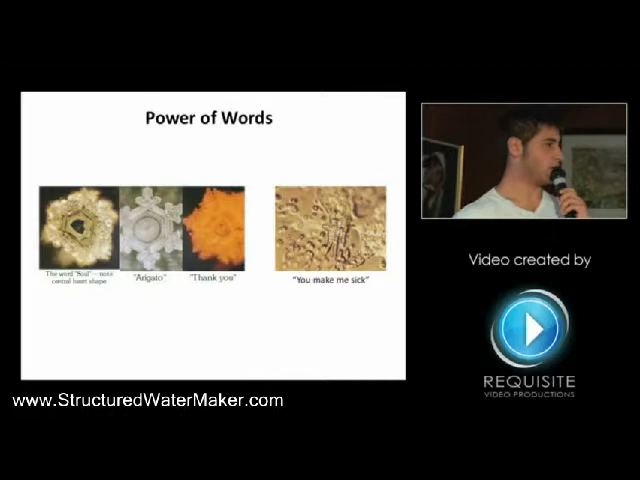 Power of Words
The word "Soul" – note
central heart shape
"Arigato"
"Thank you"
"You make me sick"
Video created by
REQUISITE
VIDEO PRODUCTIONS
www.StructuredWaterMaker.com